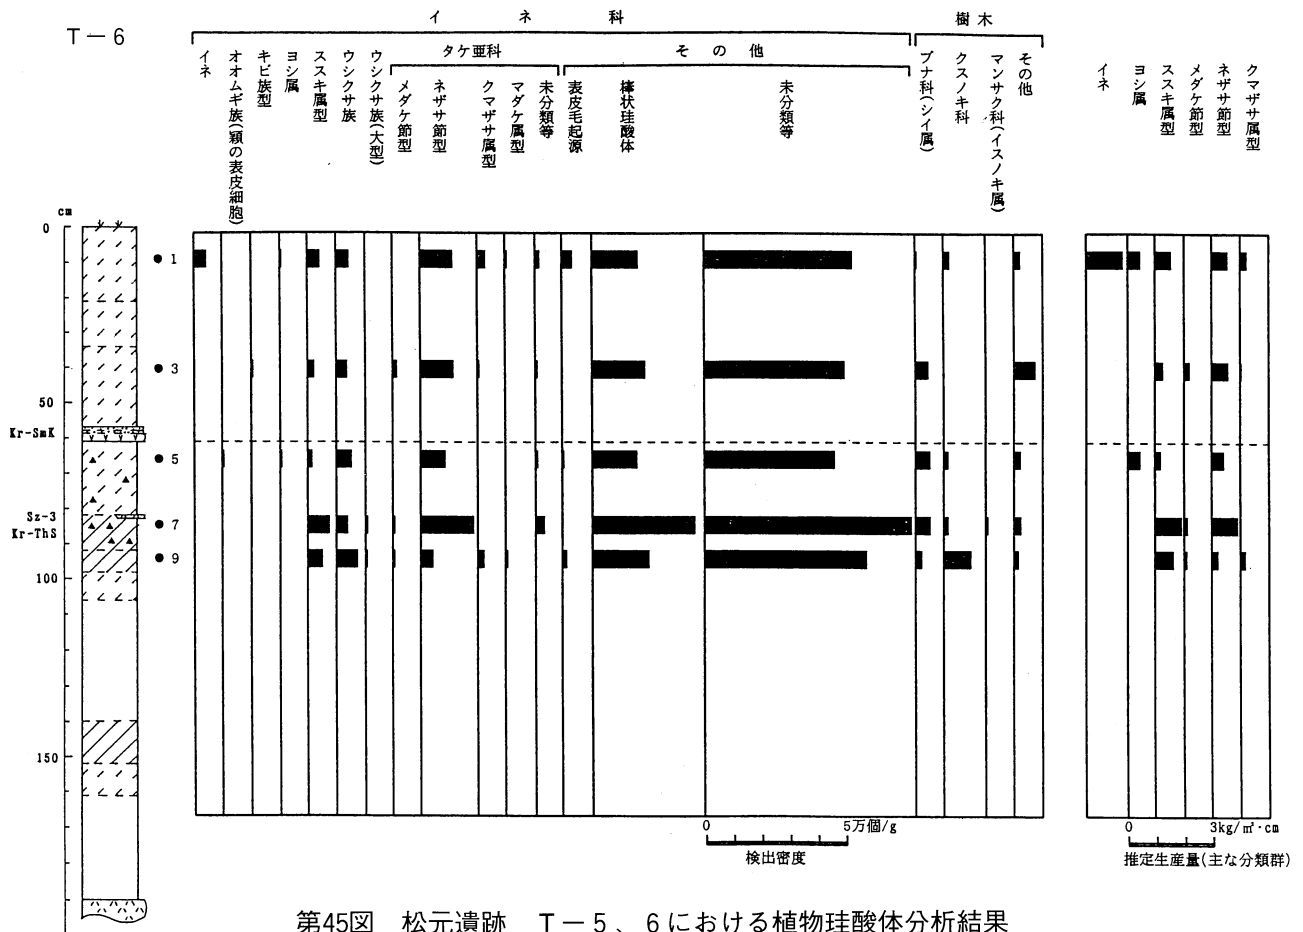 T－6
イネ科
樹木
タケ亜科
その他
イネ
オオムギ族(穎の表皮細胞)
キビ族型
ヨシ属
ススキ属型
ウシクサ族
ウシクサ族(大型)
メダケ節型
ネザサ節型
クマザサ属型
マダケ属型
未分類等
表皮毛起源
棒状珪酸体
未分類等
ブナ科(シイ属)
クスノキ科
マンサク科(イスノキ属)
その他
イネ
ヨシ属
ススキ属型
メダケ節型
ネザサ節型
クマザサ属型
cm
0
1
3
50
Kr-SmK
5
Sz-3
7
Kr-ThS
9
100
150
0 5万個/g
検出密度
0 3kg/㎡･cm
推定生産量(主な分類群)
第45図 松元遺跡 T－5、6における植物珪酸体分析結果